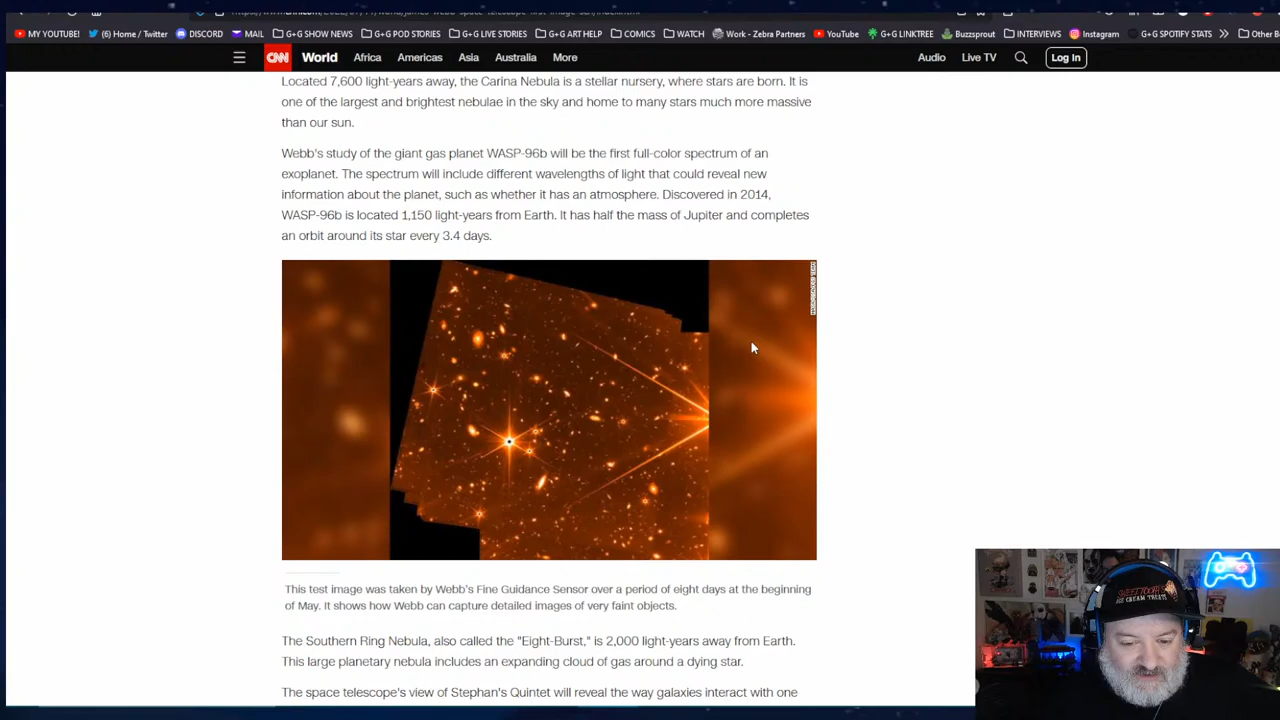 MY YOUTUBE! (6) Home / Twitter DISCORD MAIL G+G SHOW NEWS G+G POD STORIES G+G LIVE STORIES G+G ART HELP COMICS WATCH Work - Zebra Partners YouTube G+G LINKTREE Buzzsprout INTERVIEWS Instagram G+G SPOTIFY STATS Other Bo
CNN World Africa Americas Asia Australia More Audio Live TV Log In
Located 7,600 light-years away, the Carina Nebula is a stellar nursery, where stars are born. It is
one of the largest and brightest nebulae in the sky and home to many stars much more massive
than our sun.
Webb's study of the giant gas planet WASP-96b will be the first full-color spectrum of an
exoplanet. The spectrum will include different wavelengths of light that could reveal new
information about the planet, such as whether it has an atmosphere. Discovered in 2014,
WASP-96b is located 1,150 light-years from Earth. It has half the mass of Jupiter and completes
an orbit around its star every 3.4 days.
This test image was taken by Webb's Fine Guidance Sensor over a period of eight days at the beginning
of May. It shows how Webb can capture detailed images of very faint objects.
The Southern Ring Nebula, also called the "Eight-Burst," is 2,000 light-years away from Earth.
This large planetary nebula includes an expanding cloud of gas around a dying star.
The space telescope's view of Stephan's Quintet will reveal the way galaxies interact with one
SWEET TOOTH'S
ICE CREAM TREATS